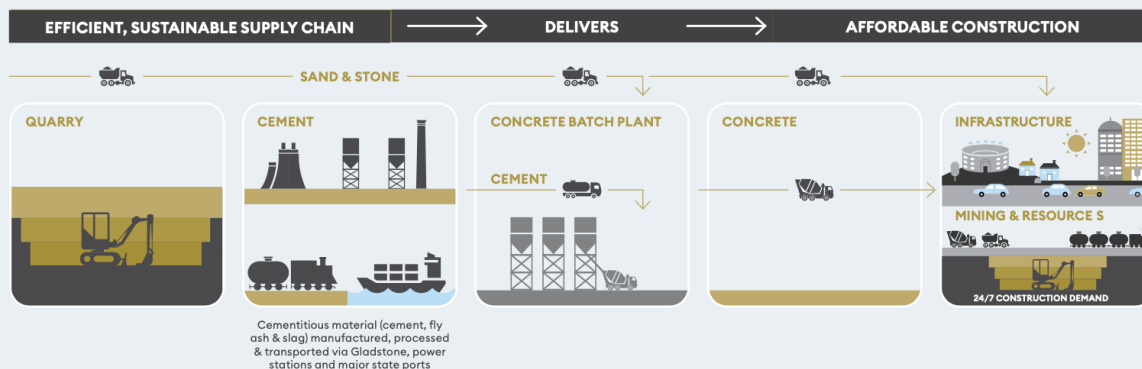 EFFICIENT, SUSTAINABLE SUPPLY CHAIN
DELIVERS
AFFORDABLE CONSTRUCTION
SAND & STONE
QUARRY
CEMENT
CONCRETE BATCH PLANT
CONCRETE
INFRASTRUCTURE
CEMENT
MINING & RESOURCE S
24/7 CONSTRUCTION DEMAND
Cementitious material (cement, fly
ash & slag) manufactured, processed
& transported via Gladstone, power
stations and major state ports